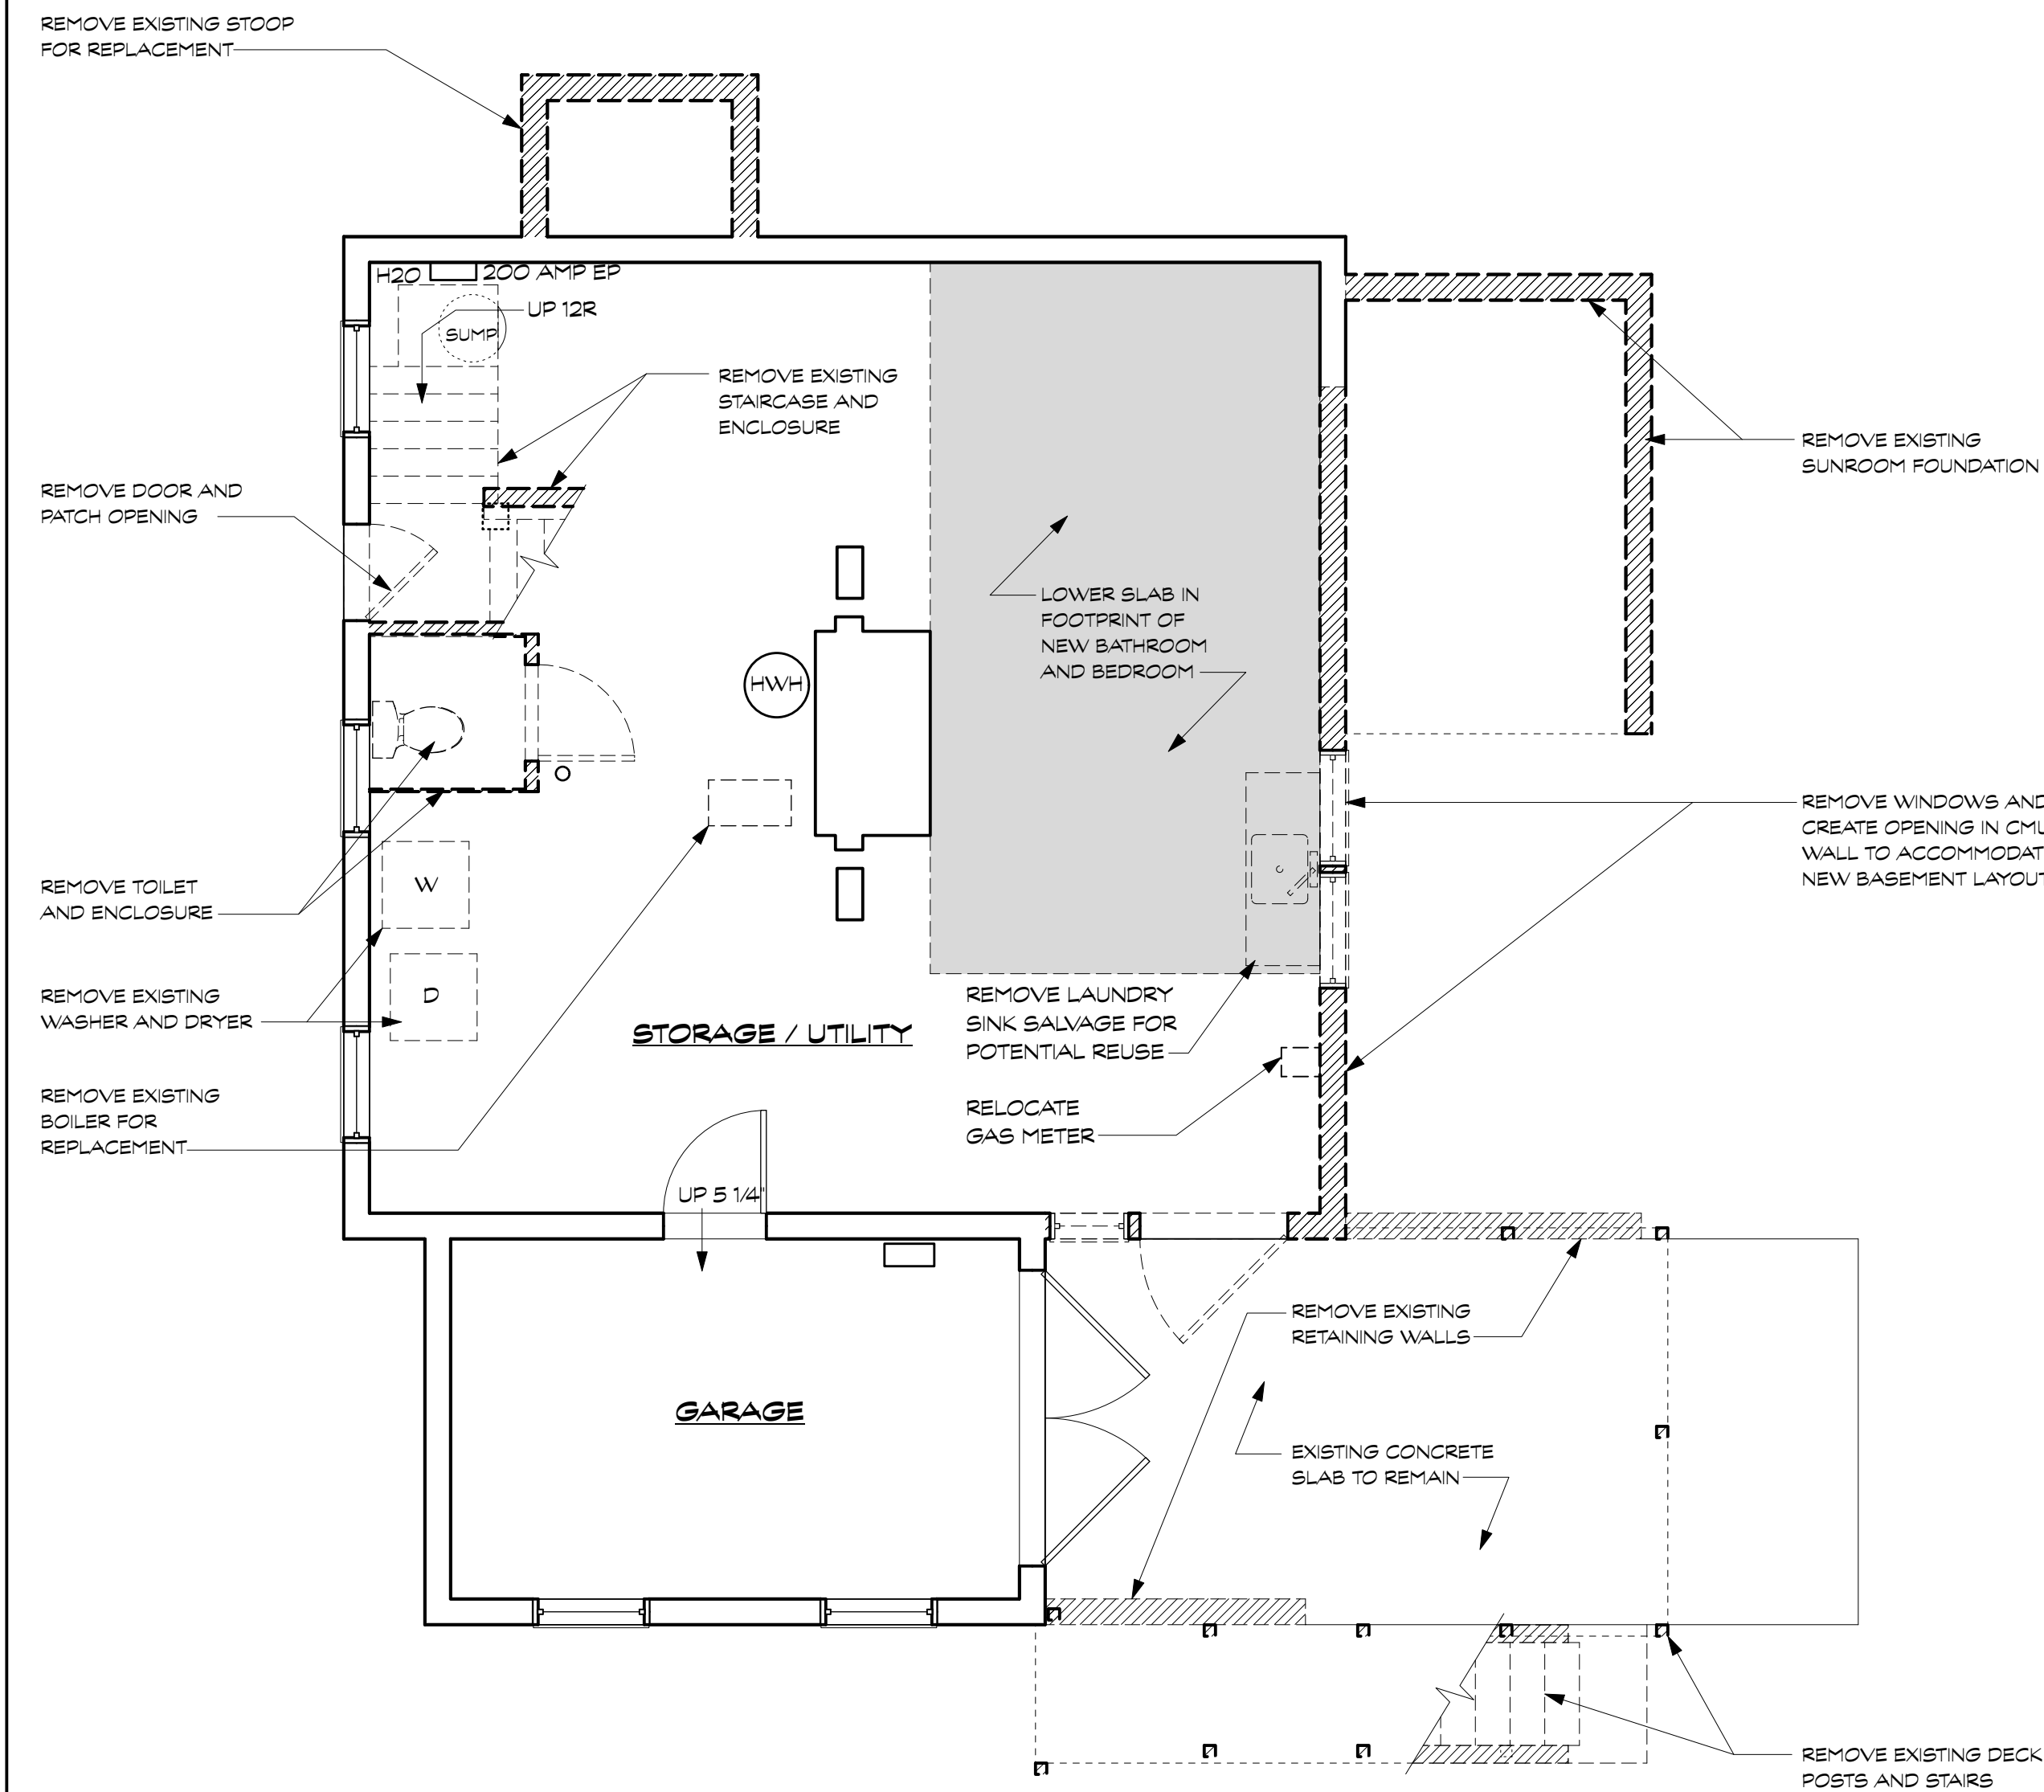 REMOVE EXISTING STOOP
FOR REPLACEMENT
H20
200 AMP EP
UP 12R
SUMP
REMOVE EXISTING
STAIRCASE AND
ENCLOSURE
REMOVE EXISTING
SUNROOM FOUNDATION
REMOVE DOOR AND
PATCH OPENING
LOWER SLAB IN
FOOTPRINT OF
NEW BATHROOM
AND BEDROOM
HWH
REMOVE WINDOWS AND
CREATE OPENING IN CMU
WALL TO ACCOMMODAT
NEW BASEMENT LAYOUT
REMOVE TOILET
AND ENCLOSURE
W
D
REMOVE EXISTING
WASHER AND DRYER
STORAGE / UTILITY
REMOVE LAUNDRY
SINK SALVAGE FOR
POTENTIAL REUSE
REMOVE EXISTING
BOILER FOR
REPLACEMENT
RELOCATE
GAS METER
UP 5 1/4"
REMOVE EXISTING
RETAINING WALLS
GARAGE
EXISTING CONCRETE
SLAB TO REMAIN
REMOVE EXISTING DECK
POSTS AND STAIRS